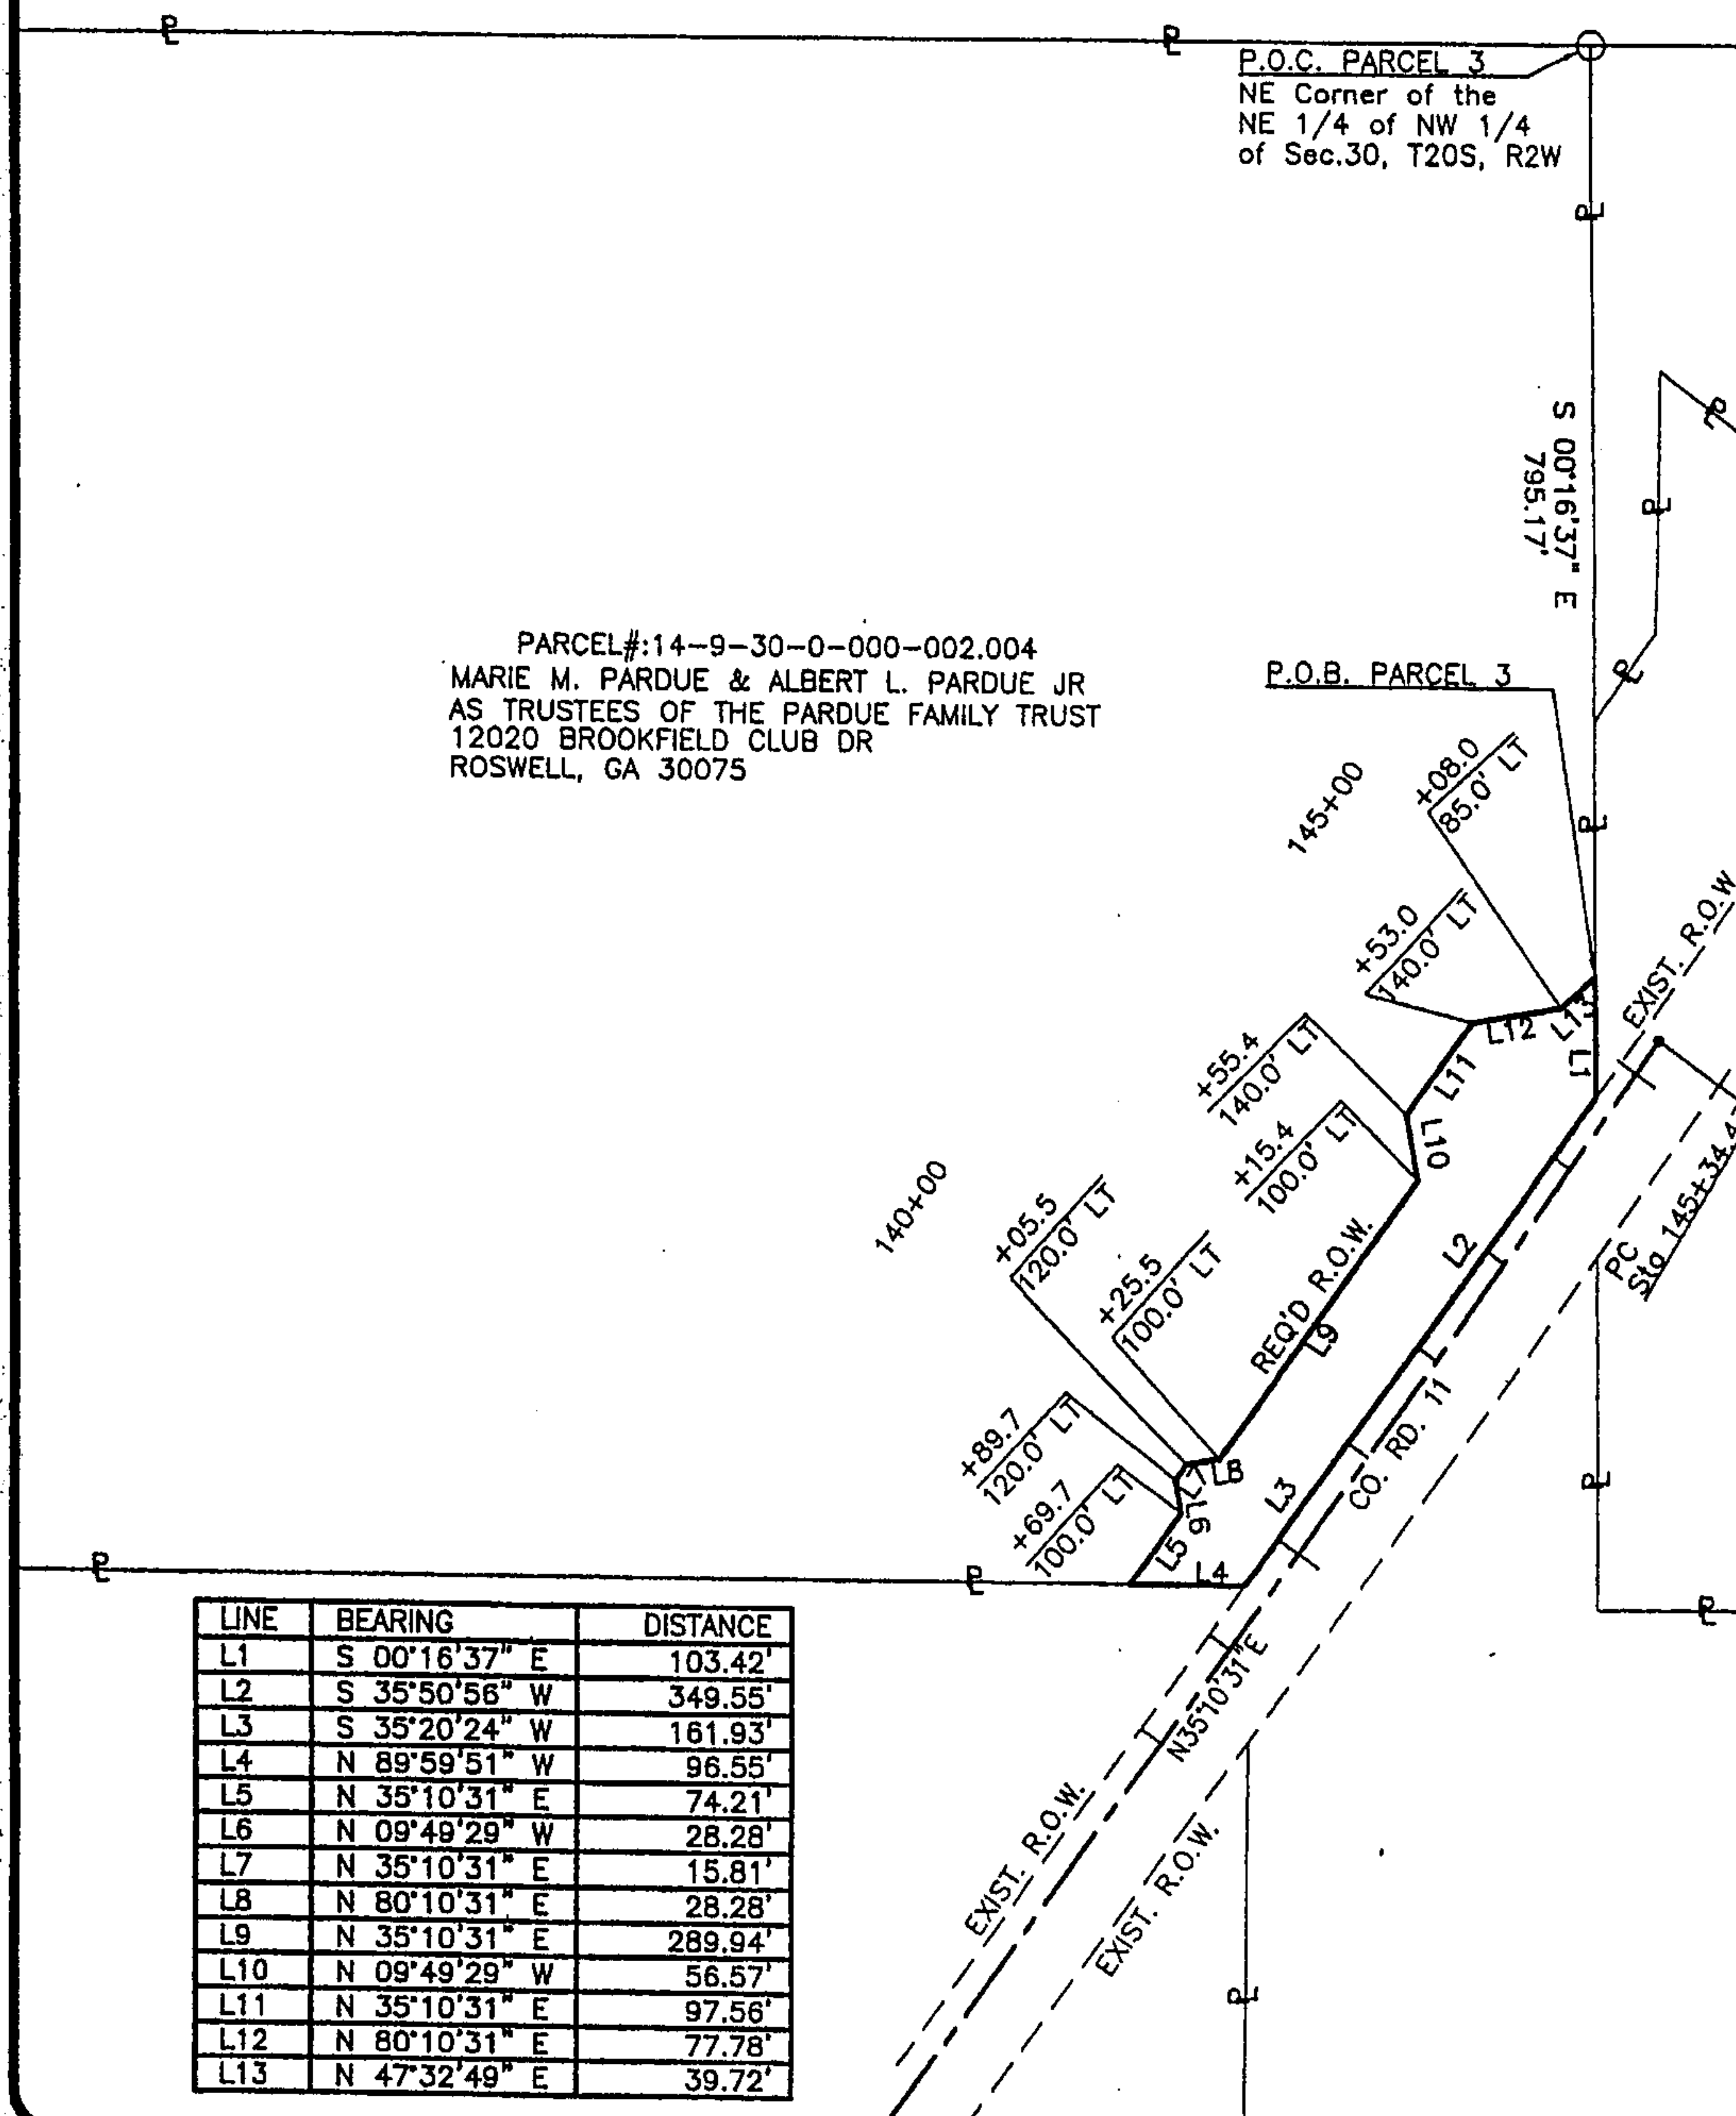 P.O.C. PARCEL 3
NE Corner of the
NE 1/4 of NW 1/4
of Sec.30, T20S, R2W
S 00°16'37" E
795.17'
PARCEL#:14-9-30-0-000-002.004
MARIE M. PARDUE & ALBERT L. PARDUE JR
AS TRUSTEES OF THE PARDUE FAMILY TRUST
12020 BROOKFIELD CLUB DR
ROSWELL, GA 30075
P.O.B. PARCEL 3
145+00
+08.0
85.0' LT
+53.0
140.0' LT
+55.4
140.0' LT
+15.4
100.0' LT
140+00
+05.5
120.0' LT
+25.5
100.0' LT
+89.7
120.0' LT
+69.7
100.0' LT
EXIST. R.O.W
L13
L12
L1
L11
L10
L2
REQ'D R.O.W.
L9
PC
Sta 145+34.4
L8
L7
L6
L5
L4
L3
CO. RD. 11
N35°10'31"E
EXIST. R.O.W.
EXIST. R.O.W.
LINE BEARING DISTANCE
L1 S 00°16'37" E 103.42'
L2 S 35°50'56" W 349.55'
L3 S 35°20'24" W 161.93'
L4 N 89°59'51" W 96.55'
L5 N 35°10'31" E 74.21'
L6 N 09°49'29" W 28.28'
L7 N 35°10'31" E 15.81'
L8 N 80°10'31" E 28.28'
L9 N 35°10'31" E 289.94'
L10 N 09°49'29" W 56.57'
L11 N 35°10'31" E 97.56'
L12 N 80°10'31" E 77.78'
L13 N 47°32'49" E 39.72'